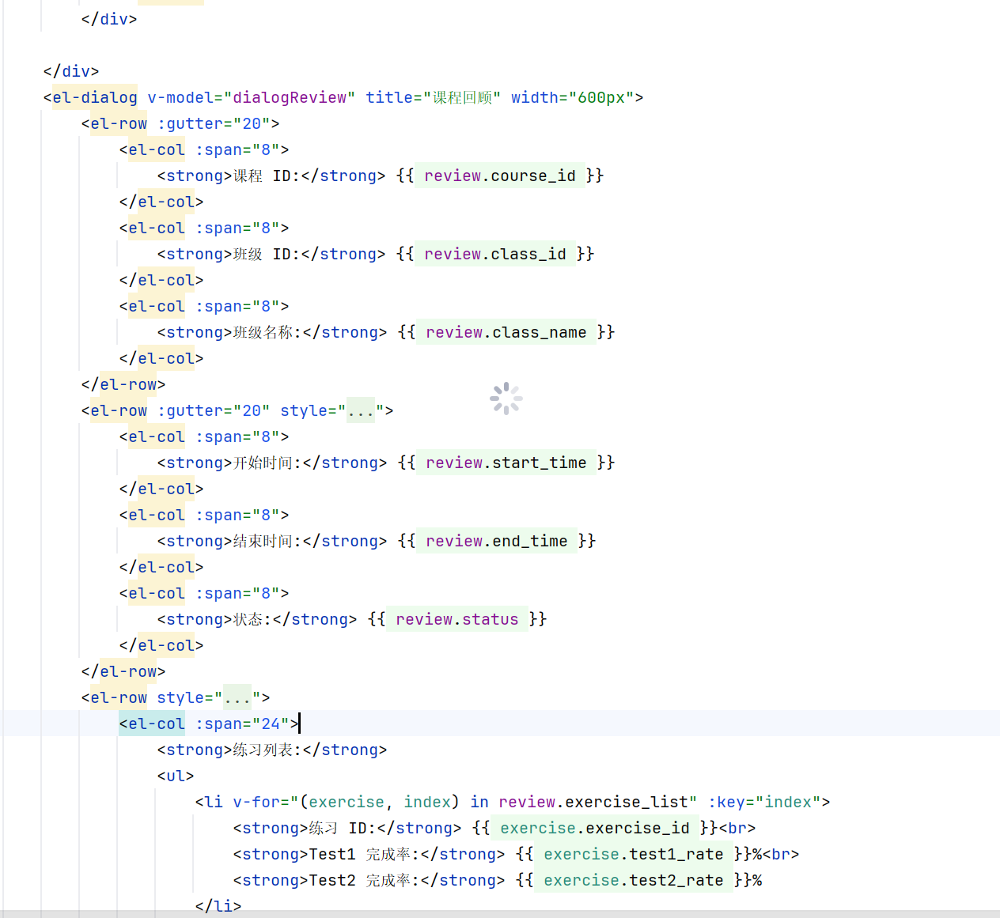 </div>
</div>
<el-dialog v-model="dialogReview" title="课程回顾" width="600px">
<el-row :gutter="20">
<el-col :span="8">
<strong>课程 ID:</strong> {{ review.course_id }}
</el-col>
<el-col :span="8">
<strong>班级 ID:</strong> {{ review.class_id }}
</el-col>
<el-col :span="8">
<strong>班级名称:</strong> {{ review.class_name }}
</el-col>
</el-row>
<el-row :gutter="20" style="...">
<el-col :span="8">
<strong>开始时间:</strong> {{ review.start_time }}
</el-col>
<el-col :span="8">
<strong>结束时间:</strong> {{ review.end_time }}
</el-col>
<el-col :span="8">
<strong>状态:</strong> {{ review.status }}
</el-col>
</el-row>
<el-row style="...">
<el-col :span="24">
<strong>练习列表:</strong>
<ul>
<li v-for="(exercise, index) in review.exercise_list" :key="index">
<strong>练习 ID:</strong> {{ exercise.exercise_id }}<br>
<strong>Test1 完成率:</strong> {{ exercise.test1_rate }}%<br>
<strong>Test2 完成率:</strong> {{ exercise.test2_rate }}%
</li>